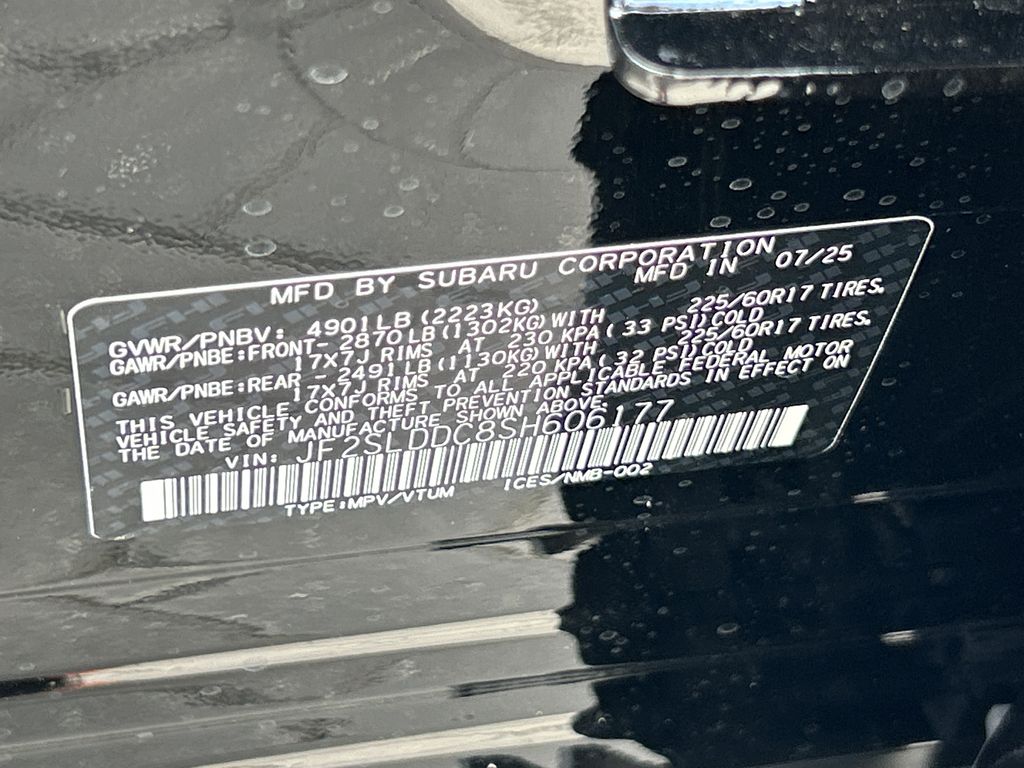 MFD BY SUBARU CORPORATION
MFD IN 07/25
GVWR/PNBV: 4901LB (2223KG)
GAWR/PNBE:FRONT- 2870LB(1302KG)WITH 225/60R17 TIRES.
17X7J RIMS AT 230 KPA( 33 PSI)COLD
GAWR/PNBE:REAR - 2491LB(1130KG)WITH 225/60R17 TIRES.
17X7J RIMS AT 220 KPA( 32 PSI)COLD
THIS VEHICLE CONFORMS TO ALL APPLICABLE FEDERAL MOTOR
VEHICLE SAFETY AND THEFT PREVENTION STANDARDS IN EFFECT ON
THE DATE OF MANUFACTURE SHOWN ABOVE.
VIN: JF2SLDDC8SH606177
TYPE:MPV/VTUM ICES/NMB-002